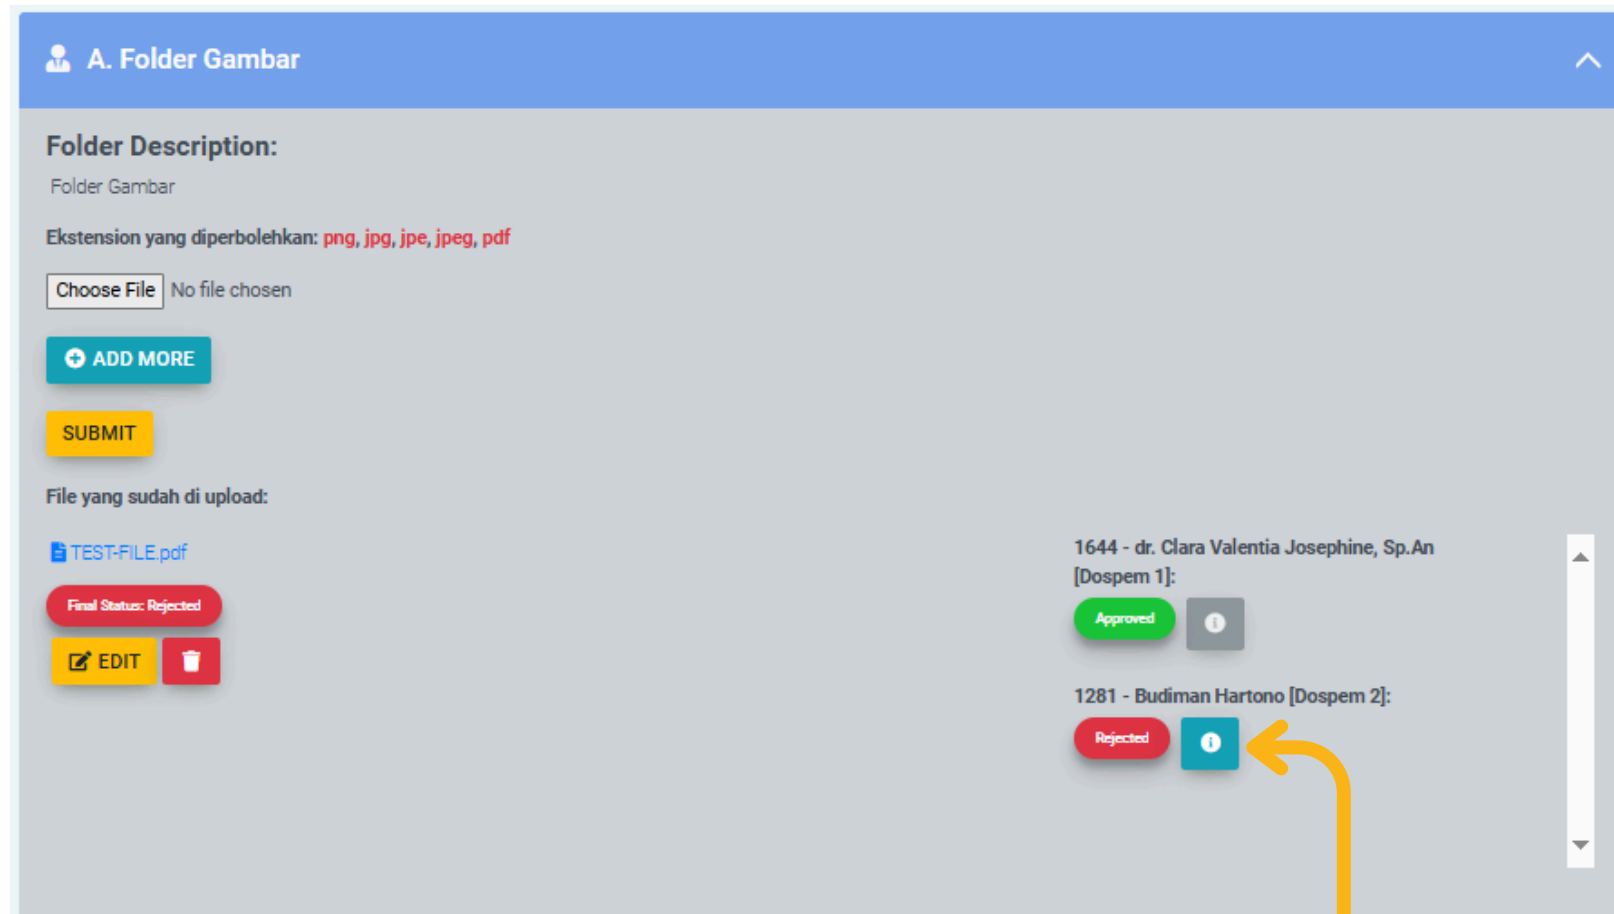 A. Folder Gambar
Folder Description:
Folder Gambar
Ekstension yang diperbolehkan: png, jpg, jpe, jpeg, pdf
Choose File No file chosen
ADD MORE
SUBMIT
File yang sudah di upload:
TEST-FILE.pdf
Final Status: Rejected
EDIT
1644 - dr. Clara Valentia Josephine, Sp.An
[Dospem 1]:
Approved
1281 - Budiman Hartono [Dospem 2]:
Rejected